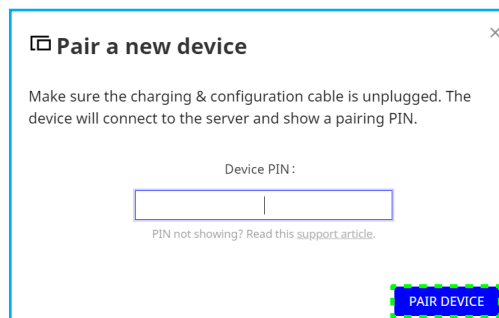 Pair a new device
Make sure the charging & configuration cable is unplugged. The
device will connect to the server and show a pairing PIN.
Device PIN:
PIN not showing? Read this support article.
PAIR DEVICE